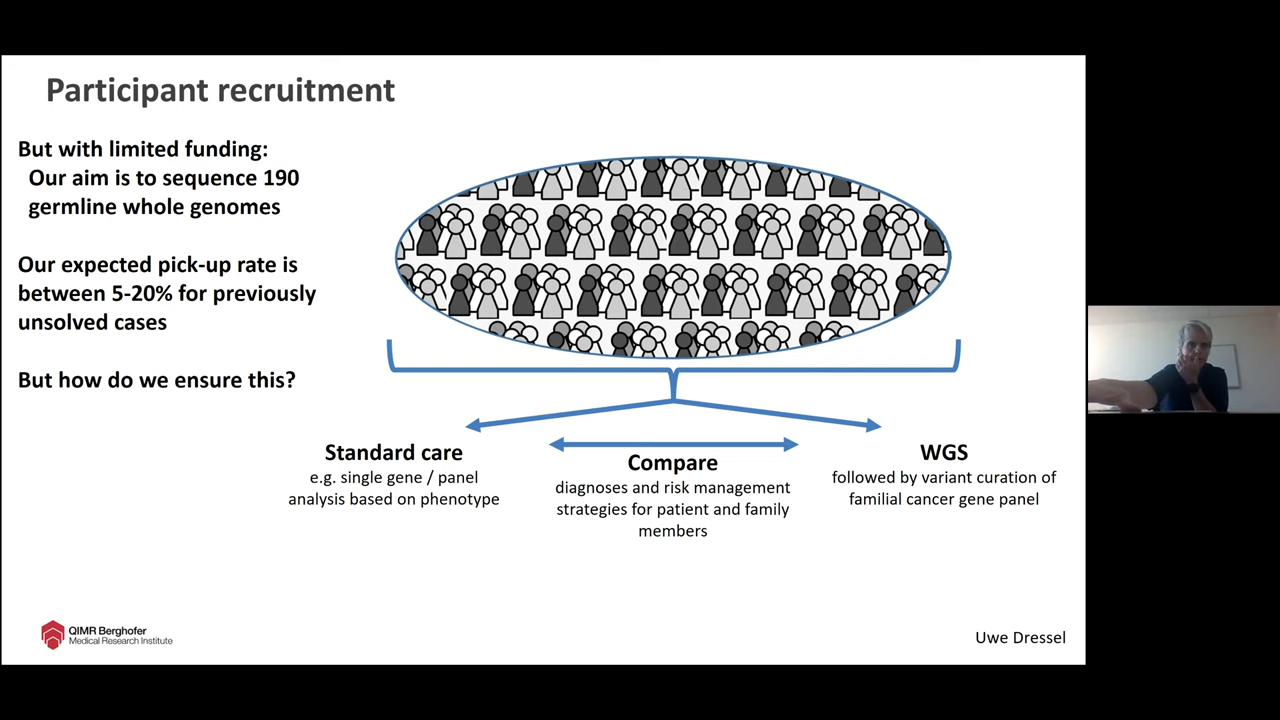 Participant recruitment
But with limited funding:
Our aim is to sequence 190
germline whole genomes
Our expected pick-up rate is
between 5-20% for previously
unsolved cases
But how do we ensure this?
Standard care
e.g. single gene / panel
analysis based on phenotype
Compare
diagnoses and risk management
strategies for patient and family
members
WGS
followed by variant curation of
familial cancer gene panel
QIMR Berghofer
Medical Research Institute
Uwe Dressel